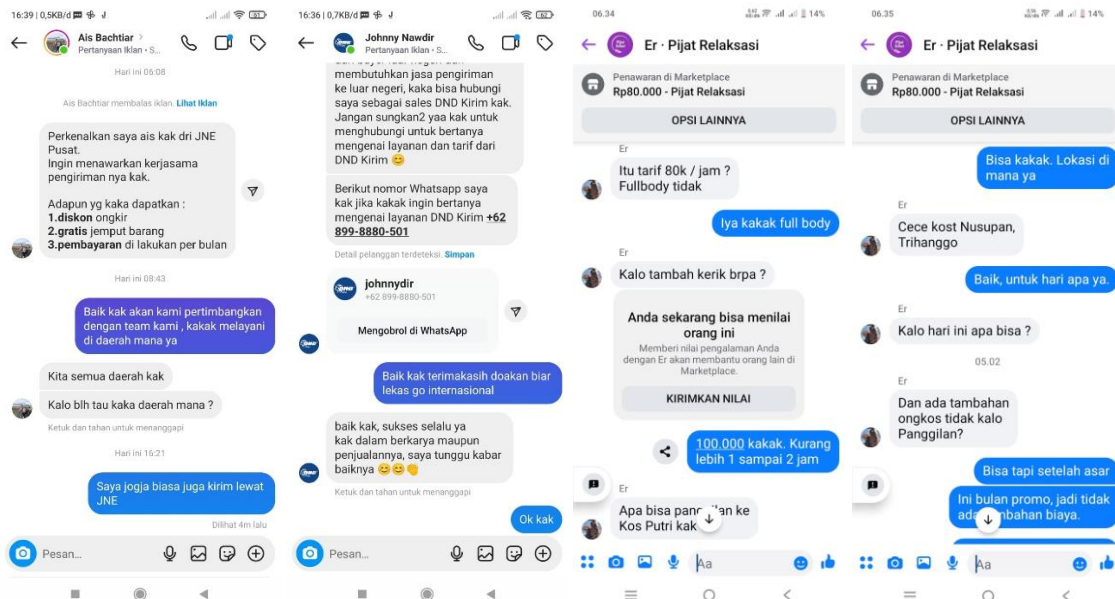 16:39 | 0,5KB/d
61
Ais Bachtiar
Pertanyaan Iklan • S...
Hari ini 06:08
Ais Bachtiar membalas iklan. Lihat Iklan
Perkenalkan saya ais kak dri JNE
Pusat.
Ingin menawarkan kerjasama
pengiriman nya kak.
Adapun yg kaka dapatkan :
1.diskon ongkir
2.gratis jemput barang
3.pembayaran di lakukan per bulan
Hari ini 08:43
Baik kak akan kami pertimbangkan
dengan team kami , kakak melayani
di daerah mana ya
Kita semua daerah kak
Kalo blh tau kaka daerah mana ?
Ketuk dan tahan untuk menanggapi
Hari ini 16:21
Saya jogja biasa juga kirim lewat
JNE
Dilihat 4m lalu
Pesan...
16:36 | 0,7KB/d
62
Johnny Nawdir
Pertanyaan Iklan • S...
membutuhkan jasa pengiriman
ke luar negeri, kaka bisa hubungi
saya sebagai sales DND Kirim kak.
Jangan sungkan2 yaa kak untuk
menghubungi untuk bertanya
mengenai layanan dan tarif dari
DND Kirim 😊
Berikut nomor Whatsapp saya
kak jika kakak ingin bertanya
mengenai layanan DND Kirim +62
899-8880-501
Detail pelanggan terdeteksi. Simpan
johnnydir
+62 899-8880-501
Mengobrol di WhatsApp
Baik kak terimakasih doakan biar
lekas go internasional
baik kak, sukses selalu ya
kak dalam berkarya maupun
penjualannya, saya tunggu kabar
baiknya 😊😊👏
Ketuk dan tahan untuk menanggapi
Ok kak
Pesan...
06.34
14%
Er · Pijat Relaksasi
Penawaran di Marketplace
Rp80.000 - Pijat Relaksasi
OPSI LAINNYA
Er
Itu tarif 80k / jam ?
Fullbody tidak
Iya kakak full body
Er
Kalo tambah kerik brpa ?
Anda sekarang bisa menilai
orang ini
Memberi nilai pengalaman Anda
dengan Er akan membantu orang lain di
Marketplace.
KIRIMKAN NILAI
100.000 kakak. Kurang
lebih 1 sampai 2 jam
Er
Apa bisa ke
Kos Putri kak
Aa
06.35
14%
Er · Pijat Relaksasi
Penawaran di Marketplace
Rp80.000 - Pijat Relaksasi
OPSI LAINNYA
Bisa kakak. Lokasi di
mana ya
Er
Cece kost Nusupan,
Trihanggo
Baik, untuk hari apa ya.
Er
Kalo hari ini apa bisa ?
05.02
Er
Dan ada tambahan
ongkos tidak kalo
Panggilan?
Bisa tapi setelah asar
Ini bulan promo, jadi tidak
biaya.
Aa